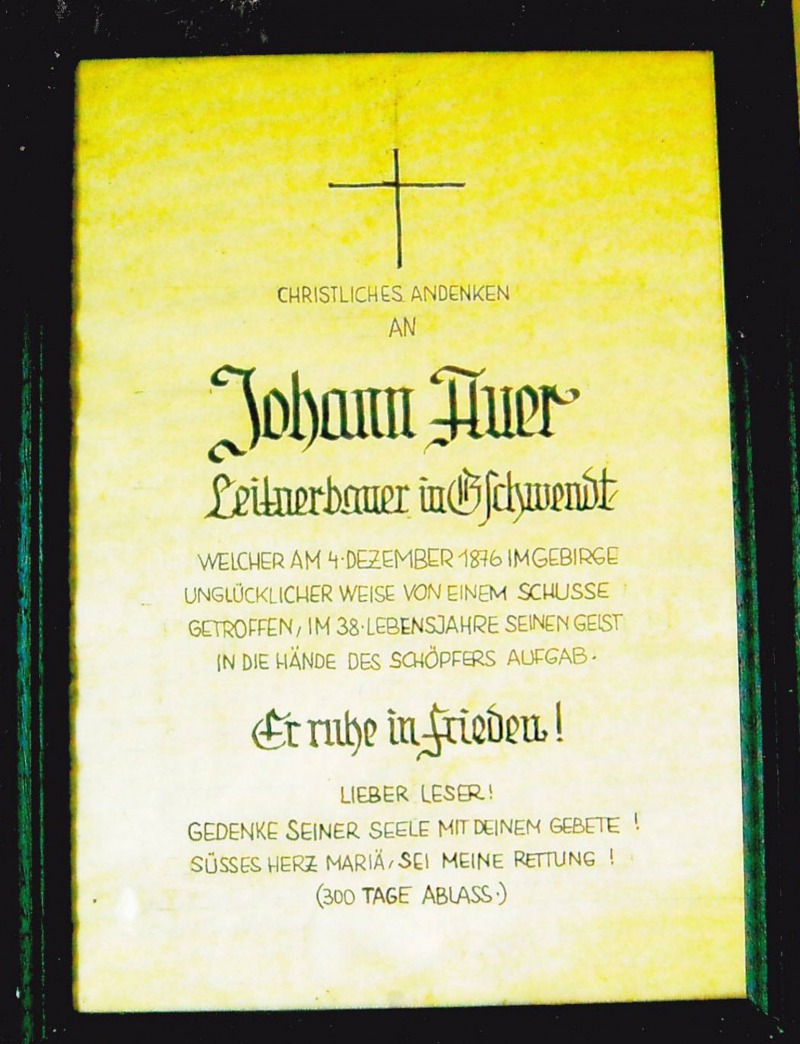 CHRISTLICHES ANDENKEN
AN
Johann Auer
Leitnerbauer in Gschwendt
WELCHER AM 4. DEZEMBER 1876 IM GEBIRGE
UNGLÜCKLICHER WEISE VON EINEM SCHUSSE
GETROFFEN, IM 38. LEBENSJAHRE SEINEN GEIST
IN DIE HÄNDE DES SCHÖPFERS AUFGAB.
Er ruhe in Frieden!
LIEBER LESER!
GEDENKE SEINER SEELE MIT DEINEM GEBETE !
SÜSSES HERZ MARIÄ, SEI MEINE RETTUNG !
(300 TAGE ABLASS.)